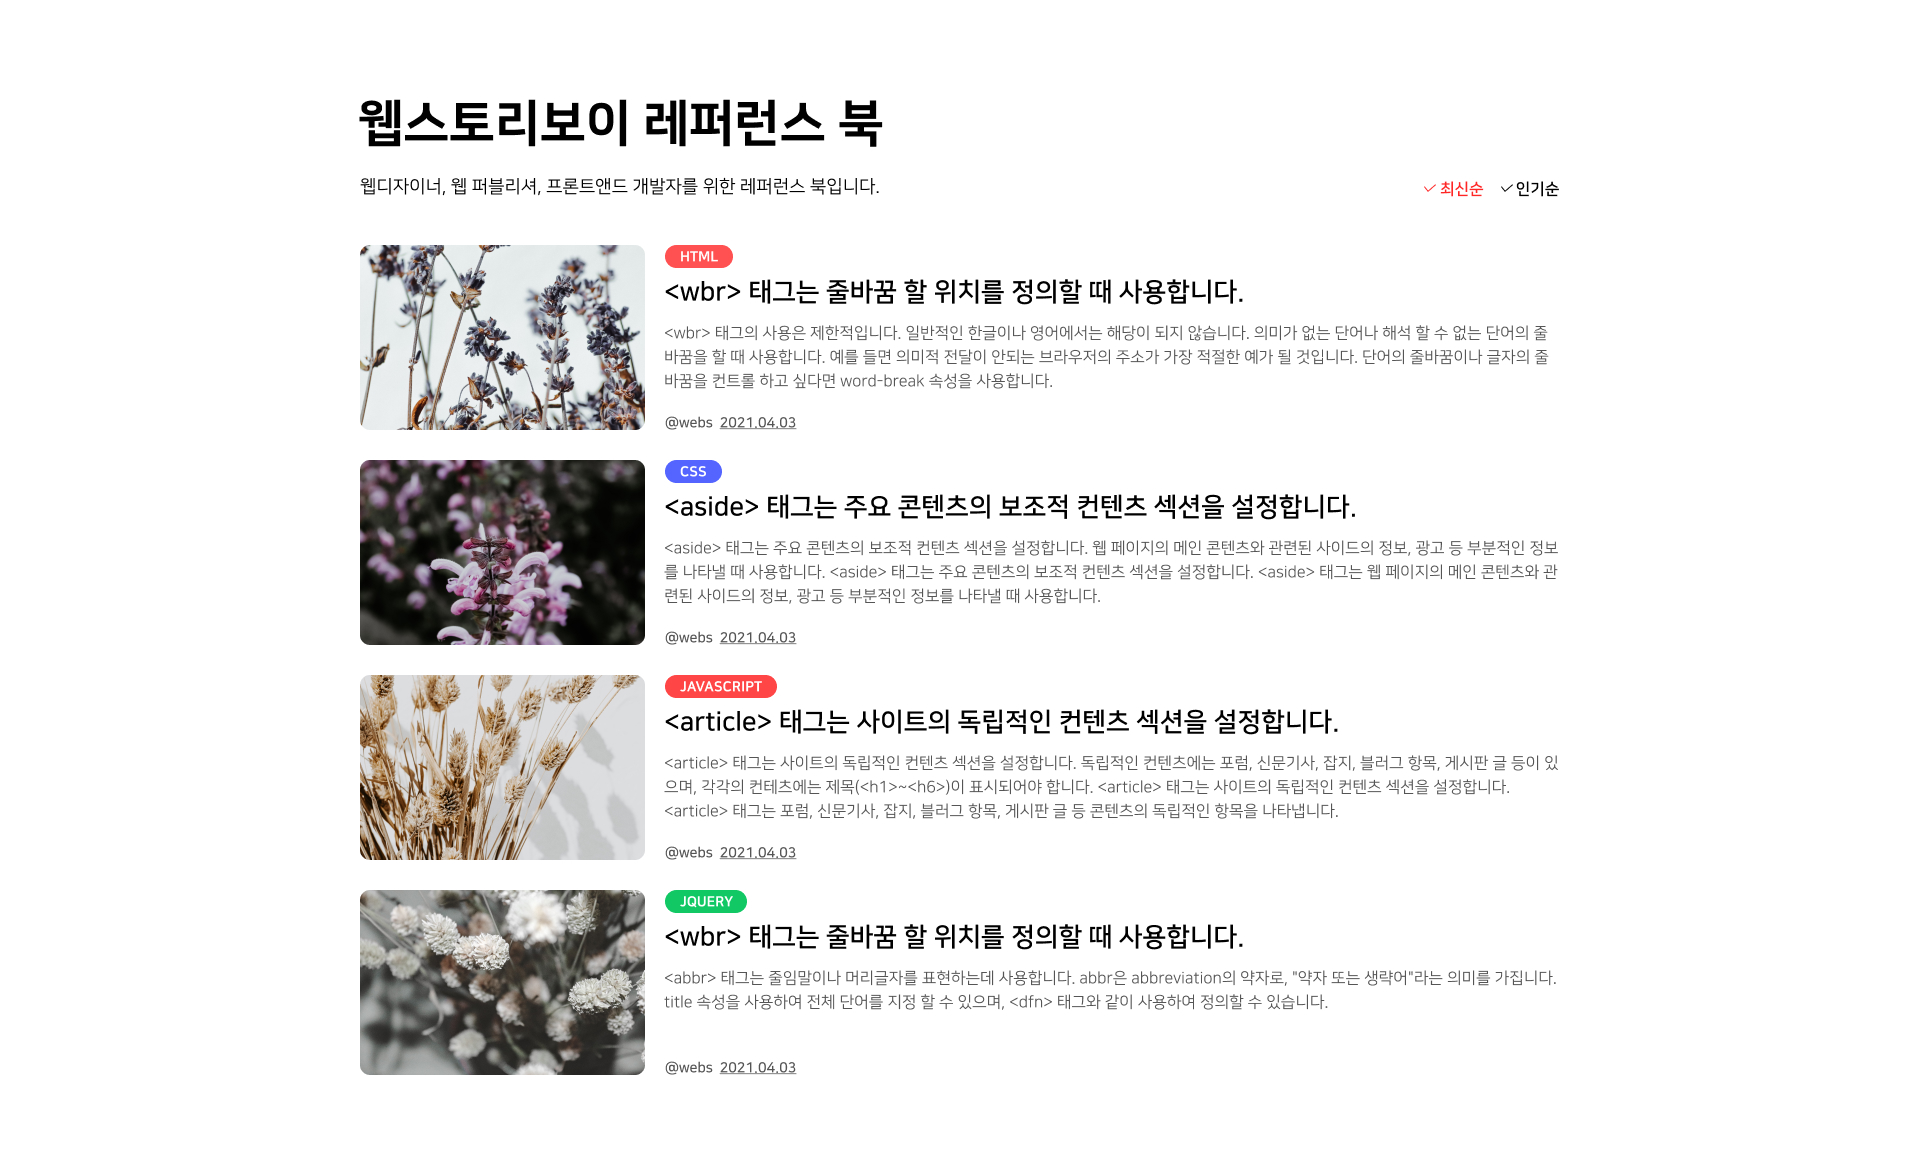 웹스토리보이 레퍼런스 북
웹디자이너, 웹 퍼블리셔, 프론트앤드 개발자를 위한 레퍼런스 북입니다.
최신순 인기순
HTML
<wbr> 태그는 줄바꿈 할 위치를 정의할 때 사용합니다.
<wbr> 태그의 사용은 제한적입니다. 일반적인 한글이나 영어에서는 해당이 되지 않습니다. 의미가 없는 단어나 해석 할 수 없는 단어의 줄
바꿈을 할 때 사용합니다. 예를 들면 의미적 전달이 안되는 브라우저의 주소가 가장 적절한 예가 될 것입니다. 단어의 줄바꿈이나 글자의 줄
바꿈을 컨트롤 하고 싶다면 word-break 속성을 사용합니다.
@webs 2021.04.03
CSS
<aside> 태그는 주요 콘텐츠의 보조적 컨텐츠 섹션을 설정합니다.
<aside> 태그는 주요 콘텐츠의 보조적 컨텐츠 섹션을 설정합니다. 웹 페이지의 메인 콘텐츠와 관련된 사이드의 정보, 광고 등 부분적인 정보
를 나타낼 때 사용합니다. <aside> 태그는 주요 콘텐츠의 보조적 컨텐츠 섹션을 설정합니다. <aside> 태그는 웹 페이지의 메인 콘텐츠와 관
련된 사이드의 정보, 광고 등 부분적인 정보를 나타낼 때 사용합니다.
@webs 2021.04.03
JAVASCRIPT
<article> 태그는 사이트의 독립적인 컨텐츠 섹션을 설정합니다.
<article> 태그는 사이트의 독립적인 컨텐츠 섹션을 설정합니다. 독립적인 컨텐츠에는 포럼, 신문기사, 잡지, 블러그 항목, 게시판 글 등이 있
으며, 각각의 컨테츠에는 제목(<h1>~<h6>)이 표시되어야 합니다. <article> 태그는 사이트의 독립적인 컨텐츠 섹션을 설정합니다.
<article> 태그는 포럼, 신문기사, 잡지, 블러그 항목, 게시판 글 등 콘텐츠의 독립적인 항목을 나타냅니다.
@webs 2021.04.03
JQUERY
<wbr> 태그는 줄바꿈 할 위치를 정의할 때 사용합니다.
<abbr> 태그는 줄임말이나 머리글자를 표현하는데 사용합니다. abbr은 abbreviation의 약자로, "약자 또는 생략어"라는 의미를 가집니다.
title 속성을 사용하여 전체 단어를 지정 할 수 있으며, <dfn> 태그와 같이 사용하여 정의할 수 있습니다.
@webs 2021.04.03